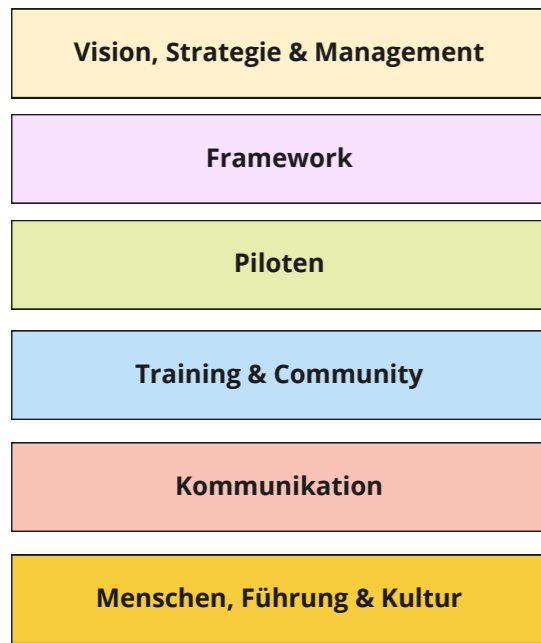 Vision, Strategie & Management
Framework
Piloten
Training & Community
Kommunikation
Menschen, Führung & Kultur